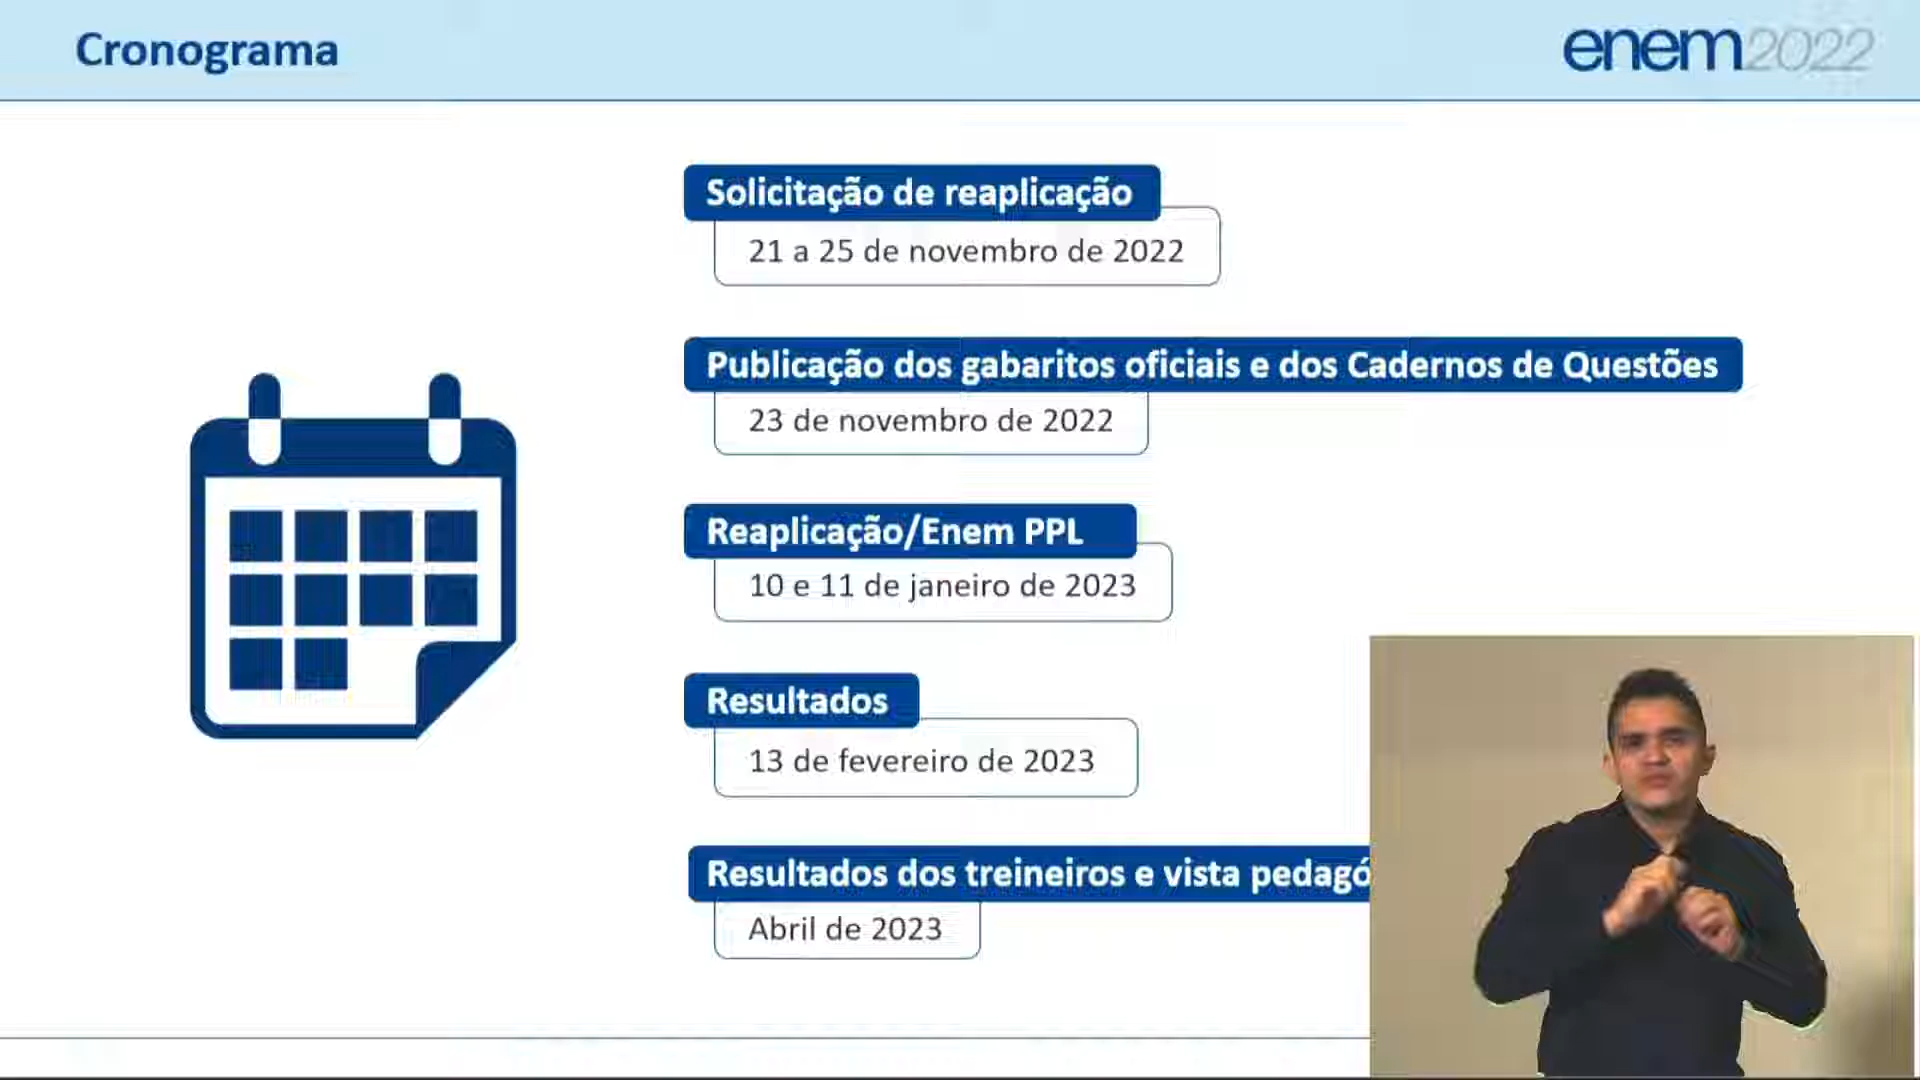 Cronograma
enem2022
Solicitação de reaplicação
21 a 25 de novembro de 2022
Publicação dos gabaritos oficiais e dos Cadernos de Questões
23 de novembro de 2022
Reaplicação/Enem PPL
10 e 11 de janeiro de 2023
Resultados
13 de fevereiro de 2023
Resultados dos treineiros e vista pedagó
Abril de 2023